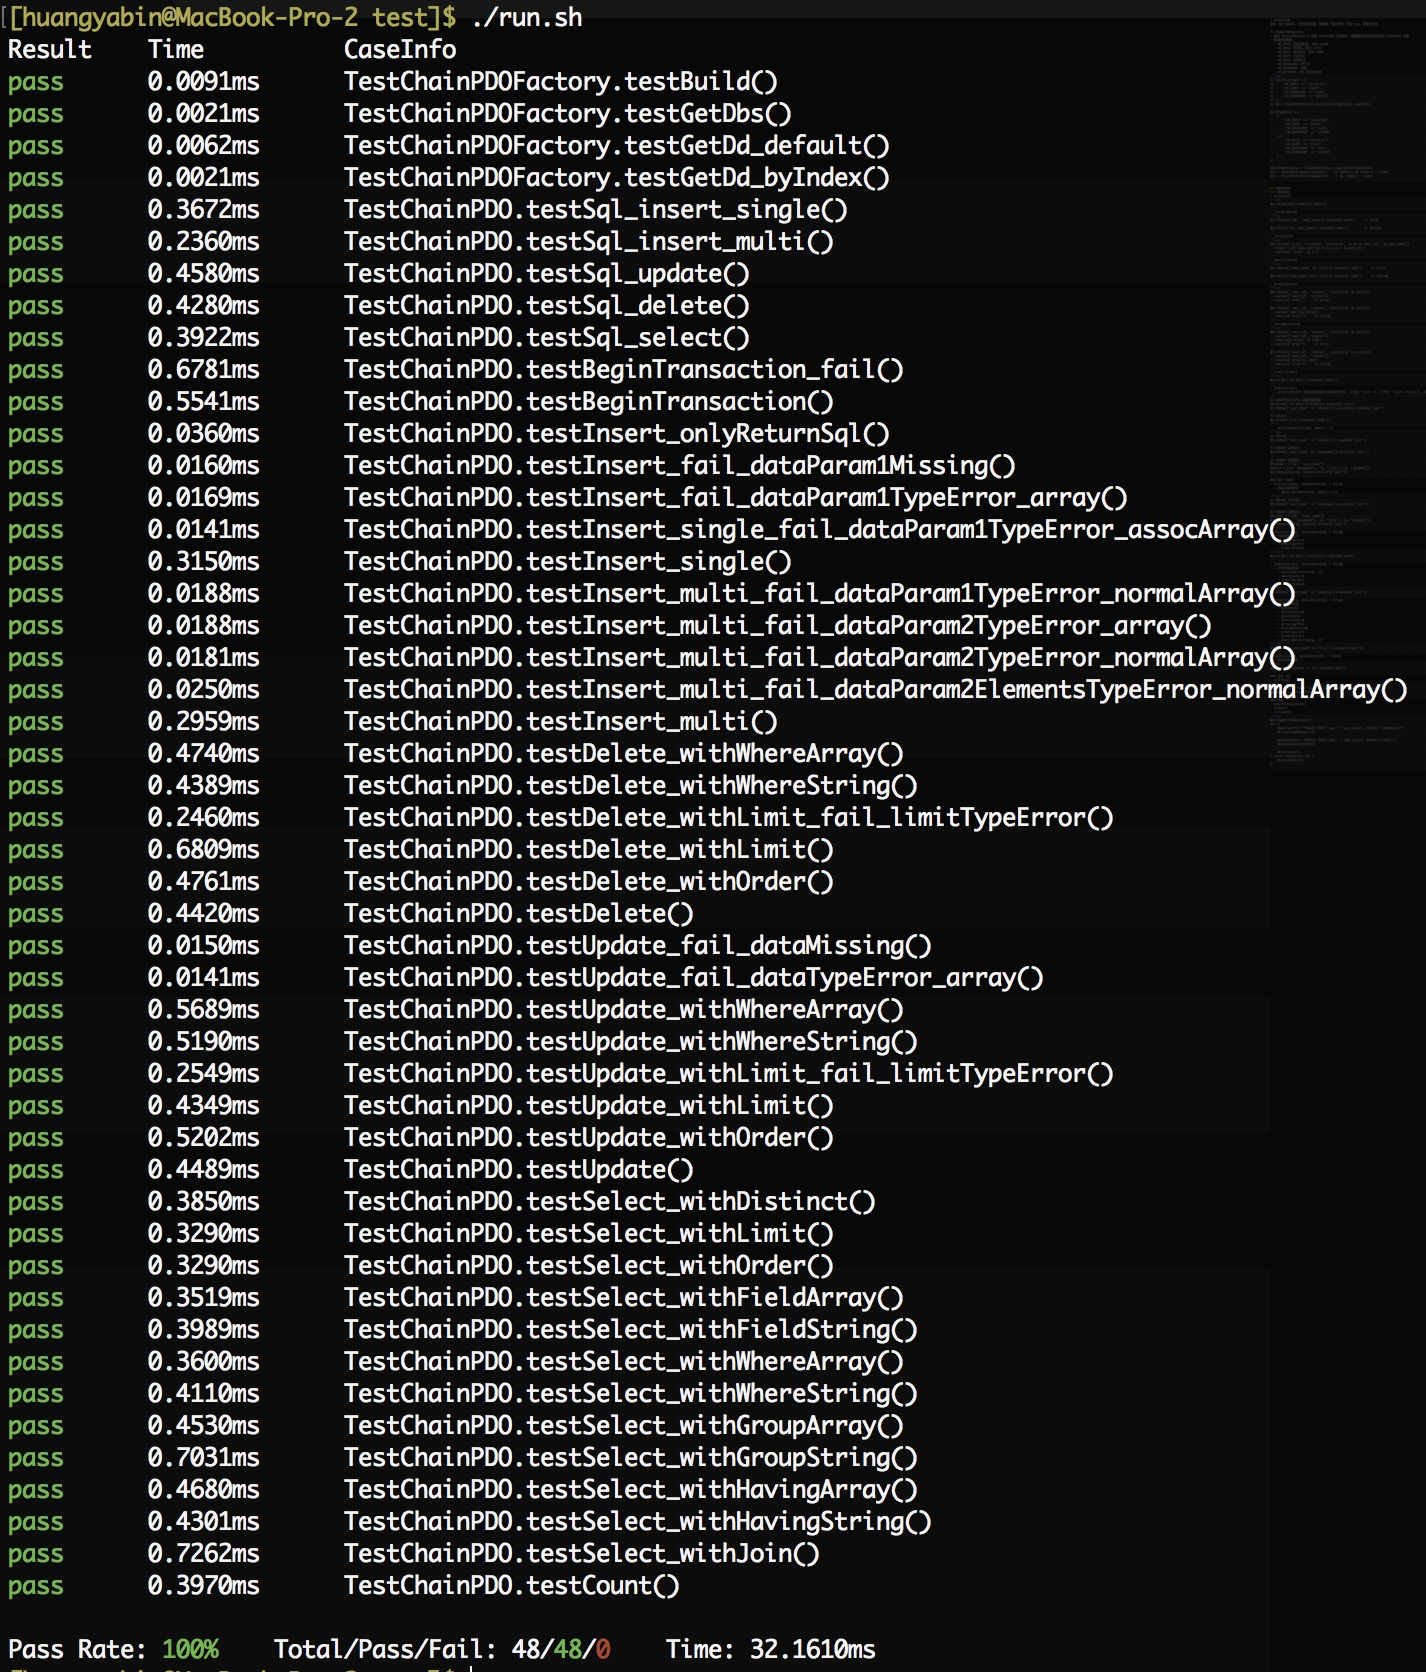 [[huangyabin@MacBook-Pro-2 test]$ ./run.sh
Result Time CaseInfo
pass 0.0091ms TestChainPDOFactory.testBuild()
pass 0.0021ms TestChainPDOFactory.testGetDbs()
pass 0.0062ms TestChainPDOFactory.testGetDd_default()
pass 0.0021ms TestChainPDOFactory.testGetDd_byIndex()
pass 0.3672ms TestChainPDO.testSql_insert_single()
pass 0.2360ms TestChainPDO.testSql_insert_multi()
pass 0.4580ms TestChainPDO.testSql_update()
pass 0.4280ms TestChainPDO.testSql_delete()
pass 0.3922ms TestChainPDO.testSql_select()
pass 0.6781ms TestChainPDO.testBeginTransaction_fail()
pass 0.5541ms TestChainPDO.testBeginTransaction()
pass 0.0360ms TestChainPDO.testInsert_onlyReturnSql()
pass 0.0160ms TestChainPDO.testInsert_fail_dataParam1Missing()
pass 0.0169ms TestChainPDO.testInsert_fail_dataParam1TypeError_array()
pass 0.0141ms TestChainPDO.testInsert_single_fail_dataParam1TypeError_assocArray()
pass 0.3150ms TestChainPDO.testInsert_single()
pass 0.0188ms TestChainPDO.testInsert_multi_fail_dataParam1TypeError_normalArray()
pass 0.0188ms TestChainPDO.testInsert_multi_fail_dataParam2TypeError_array()
pass 0.0181ms TestChainPDO.testInsert_multi_fail_dataParam2TypeError_normalArray()
pass 0.0250ms TestChainPDO.testInsert_multi_fail_dataParam2ElementsTypeError_normalArray()
pass 0.2959ms TestChainPDO.testInsert_multi()
pass 0.4740ms TestChainPDO.testDelete_withWhereArray()
pass 0.4389ms TestChainPDO.testDelete_withWhereString()
pass 0.2460ms TestChainPDO.testDelete_withLimit_fail_limitTypeError()
pass 0.6809ms TestChainPDO.testDelete_withLimit()
pass 0.4761ms TestChainPDO.testDelete_withOrder()
pass 0.4420ms TestChainPDO.testDelete()
pass 0.0150ms TestChainPDO.testUpdate_fail_dataMissing()
pass 0.0141ms TestChainPDO.testUpdate_fail_dataTypeError_array()
pass 0.5689ms TestChainPDO.testUpdate_withWhereArray()
pass 0.5190ms TestChainPDO.testUpdate_withWhereString()
pass 0.2549ms TestChainPDO.testUpdate_withLimit_fail_limitTypeError()
pass 0.4349ms TestChainPDO.testUpdate_withLimit()
pass 0.5202ms TestChainPDO.testUpdate_withOrder()
pass 0.4489ms TestChainPDO.testUpdate()
pass 0.3850ms TestChainPDO.testSelect_withDistinct()
pass 0.3290ms TestChainPDO.testSelect_withLimit()
pass 0.3290ms TestChainPDO.testSelect_withOrder()
pass 0.3519ms TestChainPDO.testSelect_withFieldArray()
pass 0.3989ms TestChainPDO.testSelect_withFieldString()
pass 0.3600ms TestChainPDO.testSelect_withWhereArray()
pass 0.4110ms TestChainPDO.testSelect_withWhereString()
pass 0.4530ms TestChainPDO.testSelect_withGroupArray()
pass 0.7031ms TestChainPDO.testSelect_withGroupString()
pass 0.4680ms TestChainPDO.testSelect_withHavingArray()
pass 0.4301ms TestChainPDO.testSelect_withHavingString()
pass 0.7262ms TestChainPDO.testSelect_withJoin()
pass 0.3970ms TestChainPDO.testCount()
Pass Rate: 100% Total/Pass/Fail: 48/48/0 Time: 32.1610ms